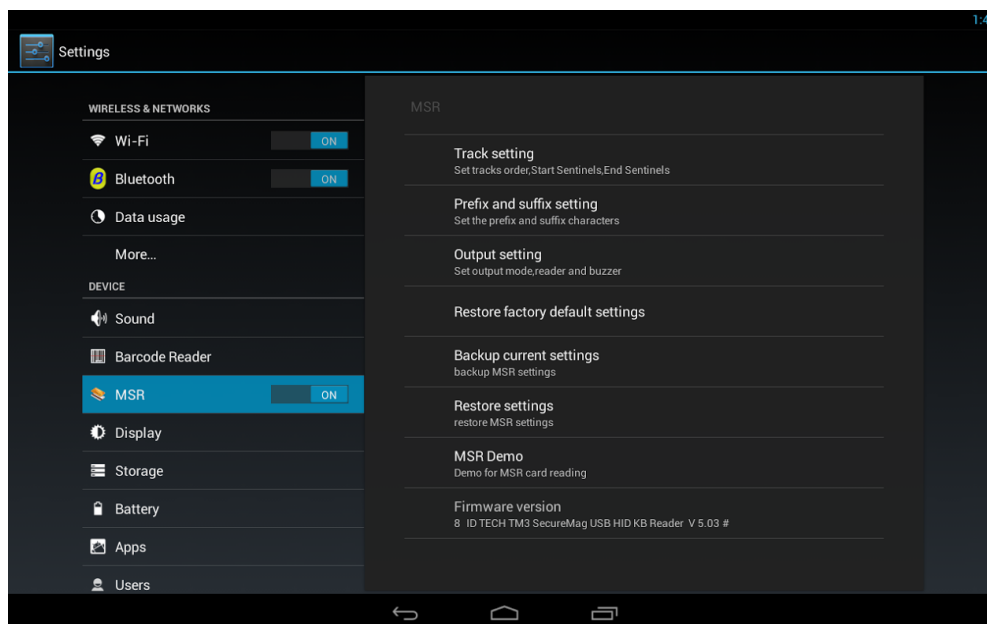 1:4
Settings
WIRELESS & NETWORKS
Wi-Fi ON
Bluetooth ON
Data usage
More...
DEVICE
Sound
Barcode Reader
MSR ON
Display
Storage
Battery
Apps
Users
MSR
Track setting
Set tracks order,Start Sentinels,End Sentinels
Prefix and suffix setting
Set the prefix and suffix characters
Output setting
Set output mode,reader and buzzer
Restore factory default settings
Backup current settings
backup MSR settings
Restore settings
restore MSR settings
MSR Demo
Demo for MSR card reading
Firmware version
8 ID TECH TM3 SecureMag USB HID KB Reader V 5.03 #